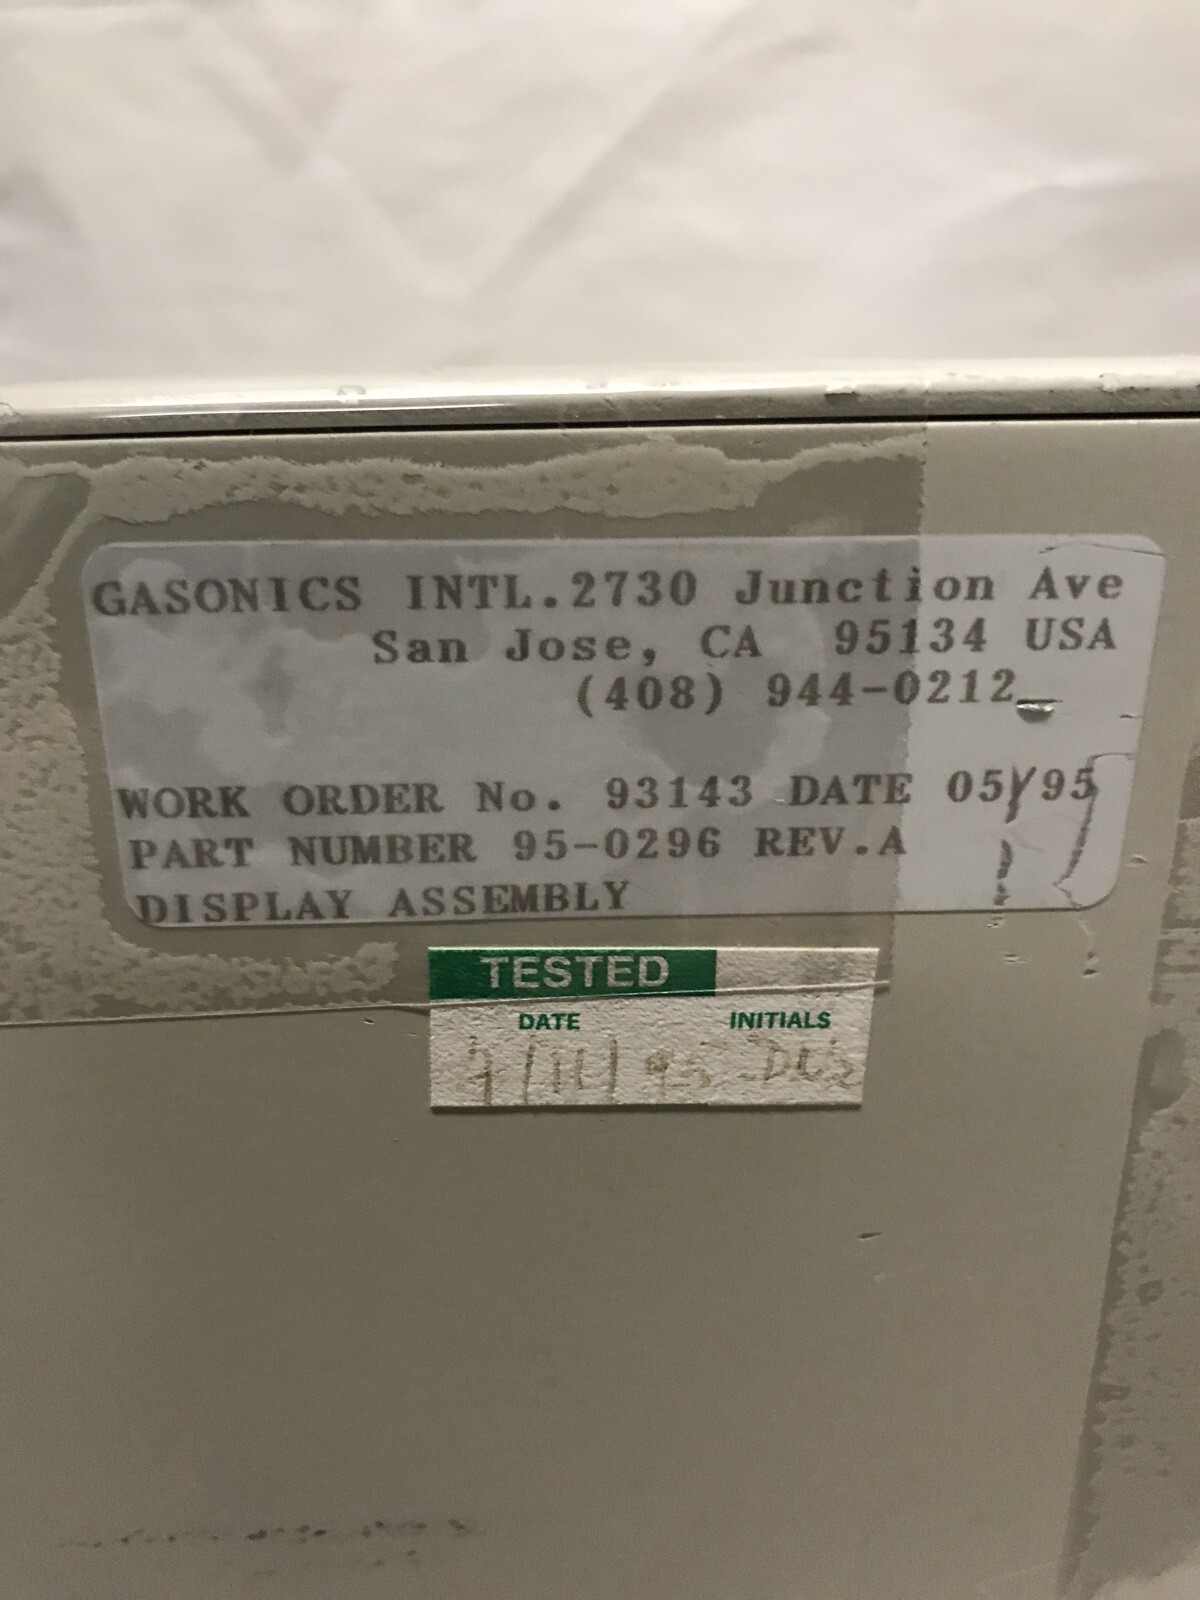 GASONICS INTL.2730 Junction Ave
San Jose, CA 95134 USA
(408) 944-0212
WORK ORDER No. 93143 DATE 05/95
PART NUMBER 95-0296 REV.A
DISPLAY ASSEMBLY
TESTED
DATE INITIALS